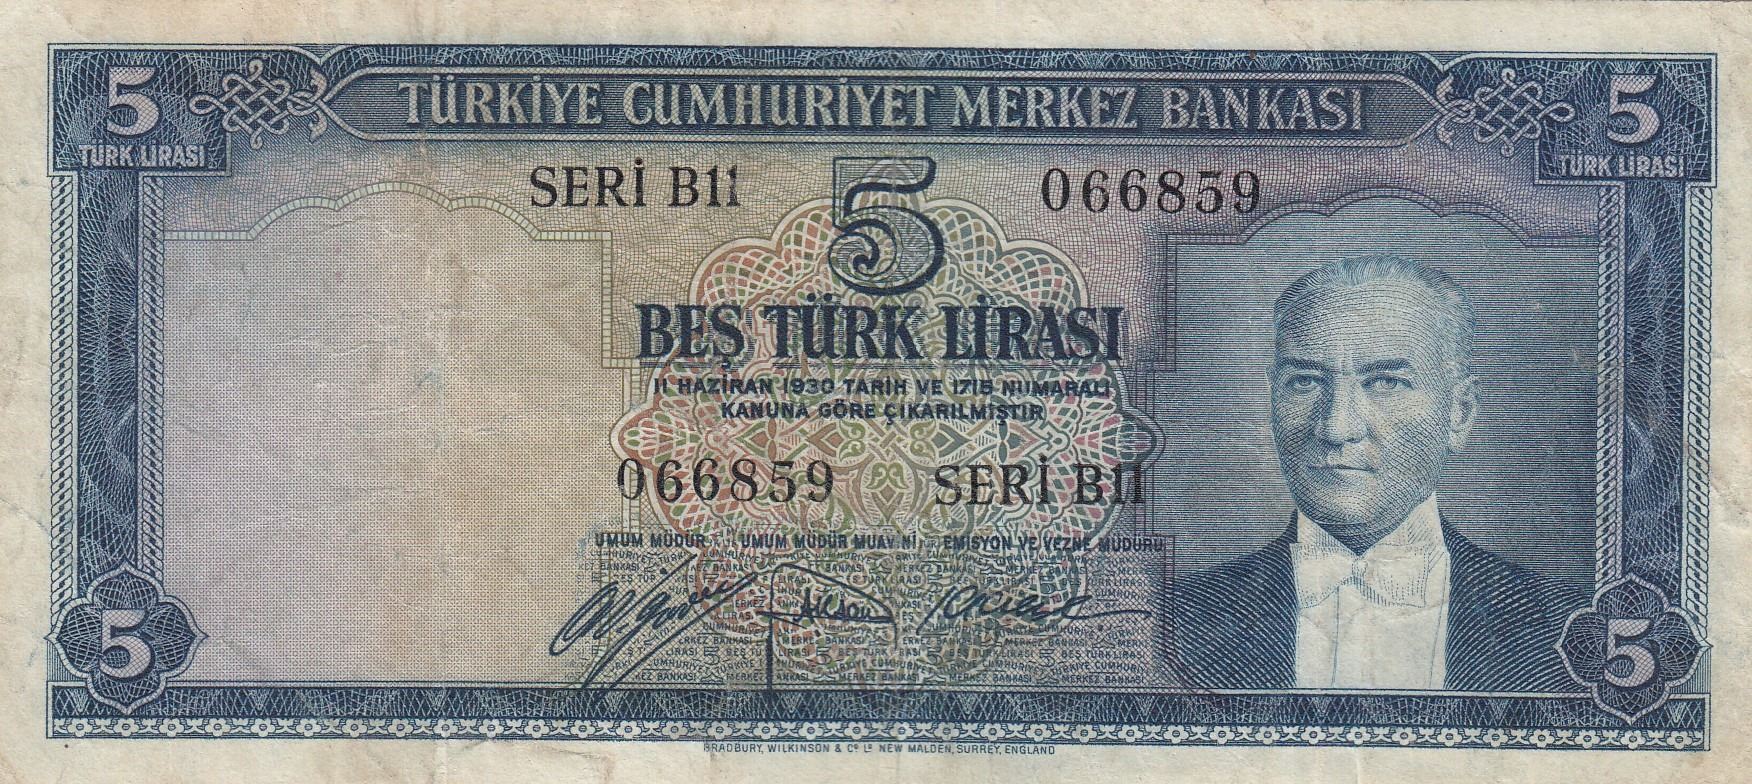 5 TÜRKİYE CUMHURİYET MERKEZ BANKASI 5
TÜRK LİRASI TÜRK LİRASI
SERİ B11 5 066859
BEŞ TÜRK LİRASI
11 HAZİRAN 1930 TARİH VE 1715 NUMARALI
KANUNA GÖRE ÇIKARILMIŞTIR
066859 SERİ B11
UMUM MÜDÜR UMUM MÜDÜR MUAVİNİ EMİSYON VE VEZNE MÜDÜRÜ
5 5
BRADBURY, WILKINSON & Cº Lᴰ NEW MALDEN, SURREY, ENGLAND